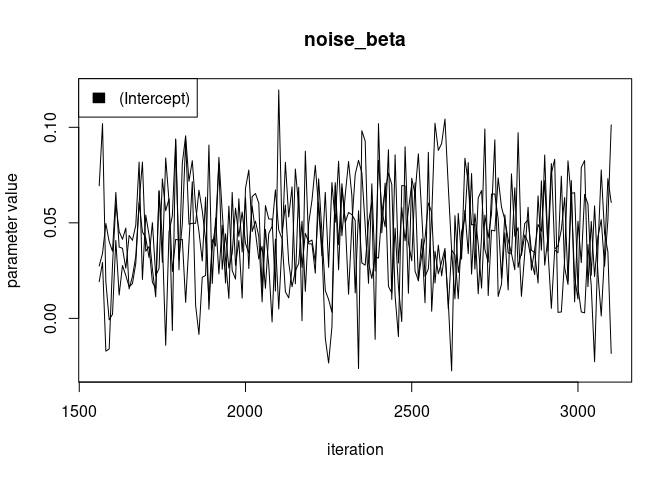 noise_beta
(Intercept)
parameter value
0.00
0.05
0.10
1500
2000
2500
3000
iteration